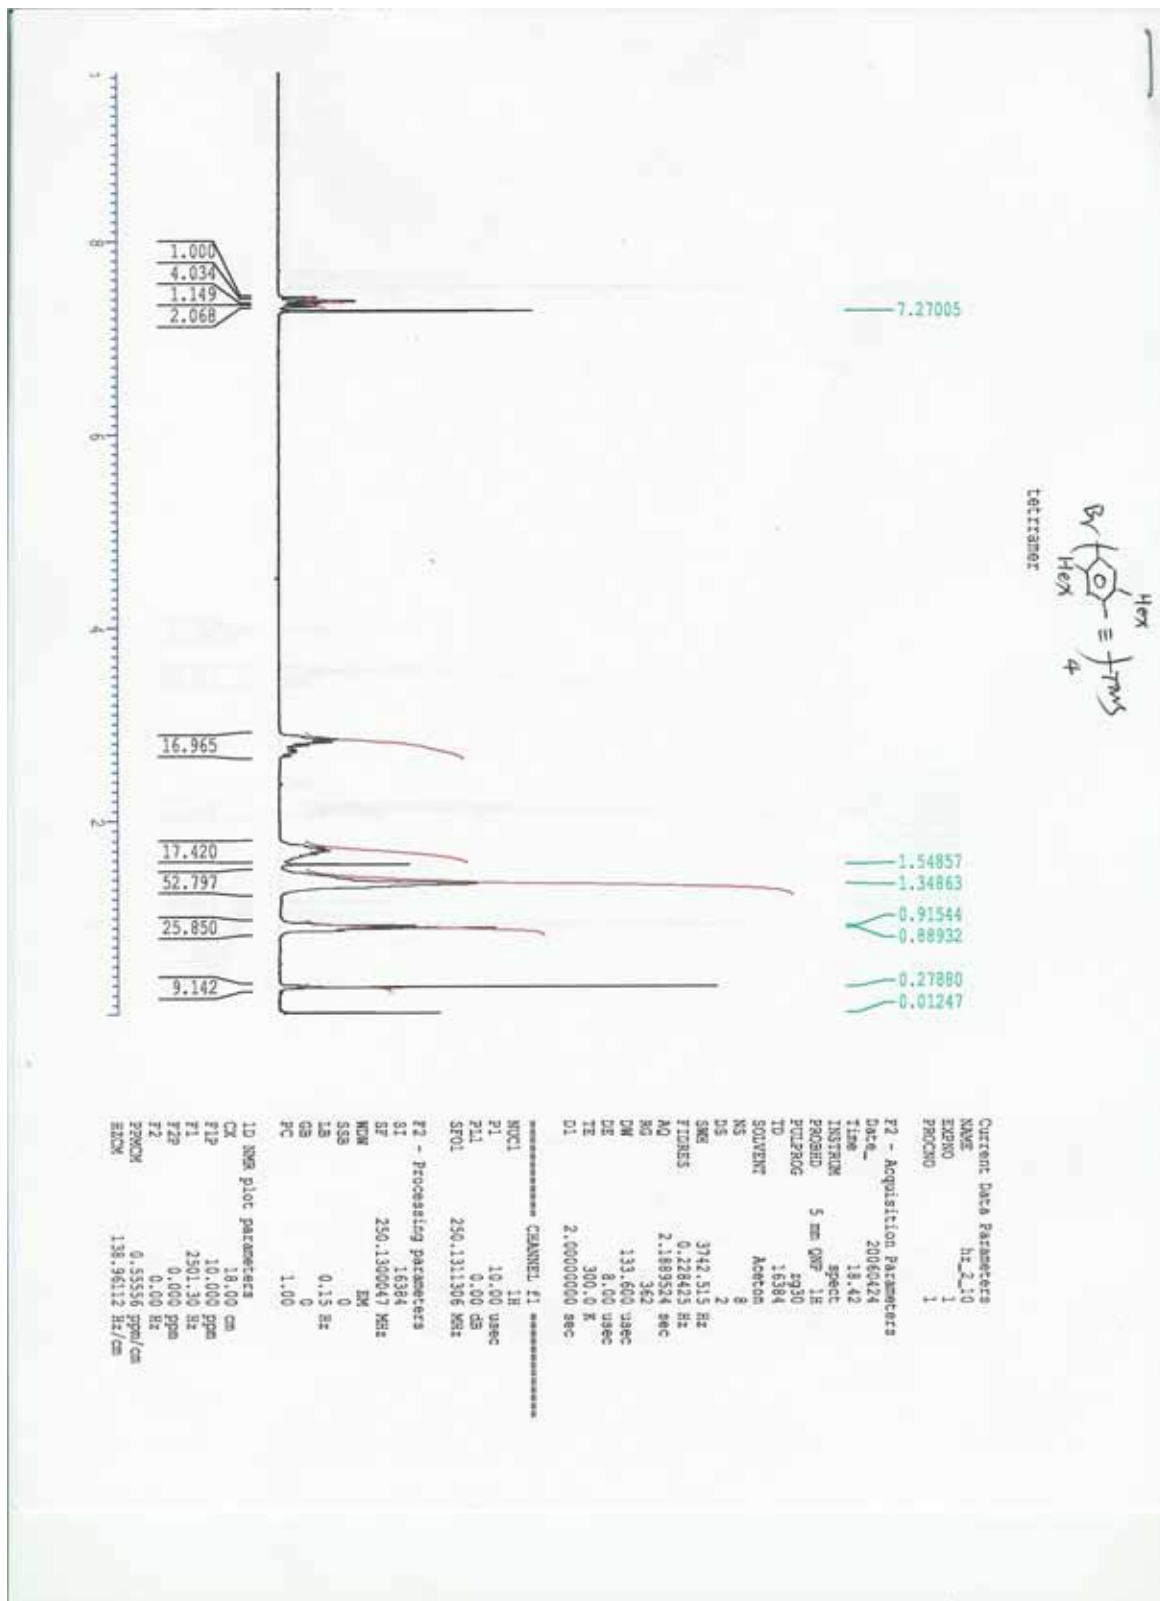 Hex
Br ( ≡ ) TMS
Hex
4
tetrramer
7.27005
1.54857
1.34863
0.91544
0.88932
0.27880
0.01247
1.000
4.034
1.149
2.068
16.965
17.420
52.797
25.850
9.142
8
6
4
2
Current Data Parameters
NAME hz_2_10
EXPNO 1
PROCNO 1
F2 - Acquisition Parameters
Date_ 20060424
Time 18.42
INSTRUM spect
PROBHD 5 mm QNP 1H
PULPROG zg30
TD 16384
SOLVENT Aceton
NS 8
DS 2
SWH 3742.515 Hz
FIDRES 0.228425 Hz
AQ 2.1889524 sec
RG 362
DW 133.600 usec
DE 8.00 usec
TE 300.0 K
D1 2.00000000 sec
============ CHANNEL f1 ============
NUC1 1H
P1 10.00 usec
PL1 0.00 dB
SFO1 250.1311306 MHz
F2 - Processing parameters
SI 16384
SF 250.1300047 MHz
WDW EM
SSB 0
LB 0.15 Hz
GB 0
PC 1.00
1D NMR plot parameters
CX 18.00 cm
F1P 10.000 ppm
F1 2501.30 Hz
F2P 0.000 ppm
F2 0.00 Hz
PPMCM 0.55556 ppm/cm
HZCM 138.96112 Hz/cm